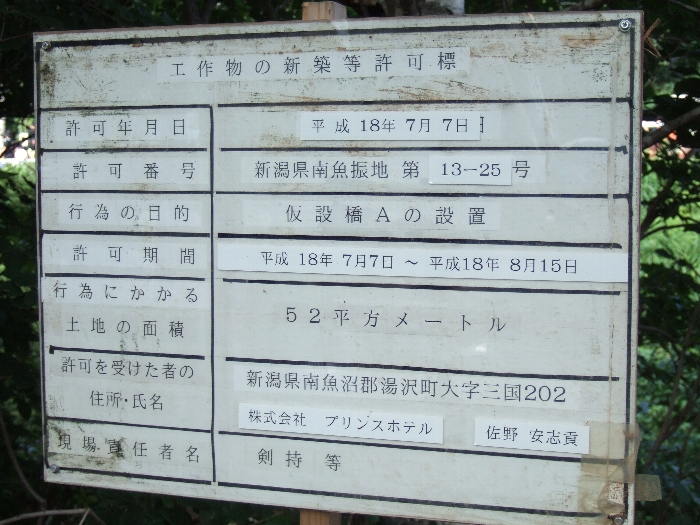 工作物の新築等許可標
許可年月日 平成 18年 7月 7日
許可番号 新潟県南魚振地 第 13-25 号
行為の目的 仮設橋Aの設置
許可期間 平成 18年 7月7日 ~ 平成18年 8月15日
行為にかかる
土地の面積 52平方メートル
許可を受けた者の
住所・氏名
新潟県南魚沼郡湯沢町大字三国202
株式会社 プリンスホテル 佐野 安志貢
現場責任者名 剣持等